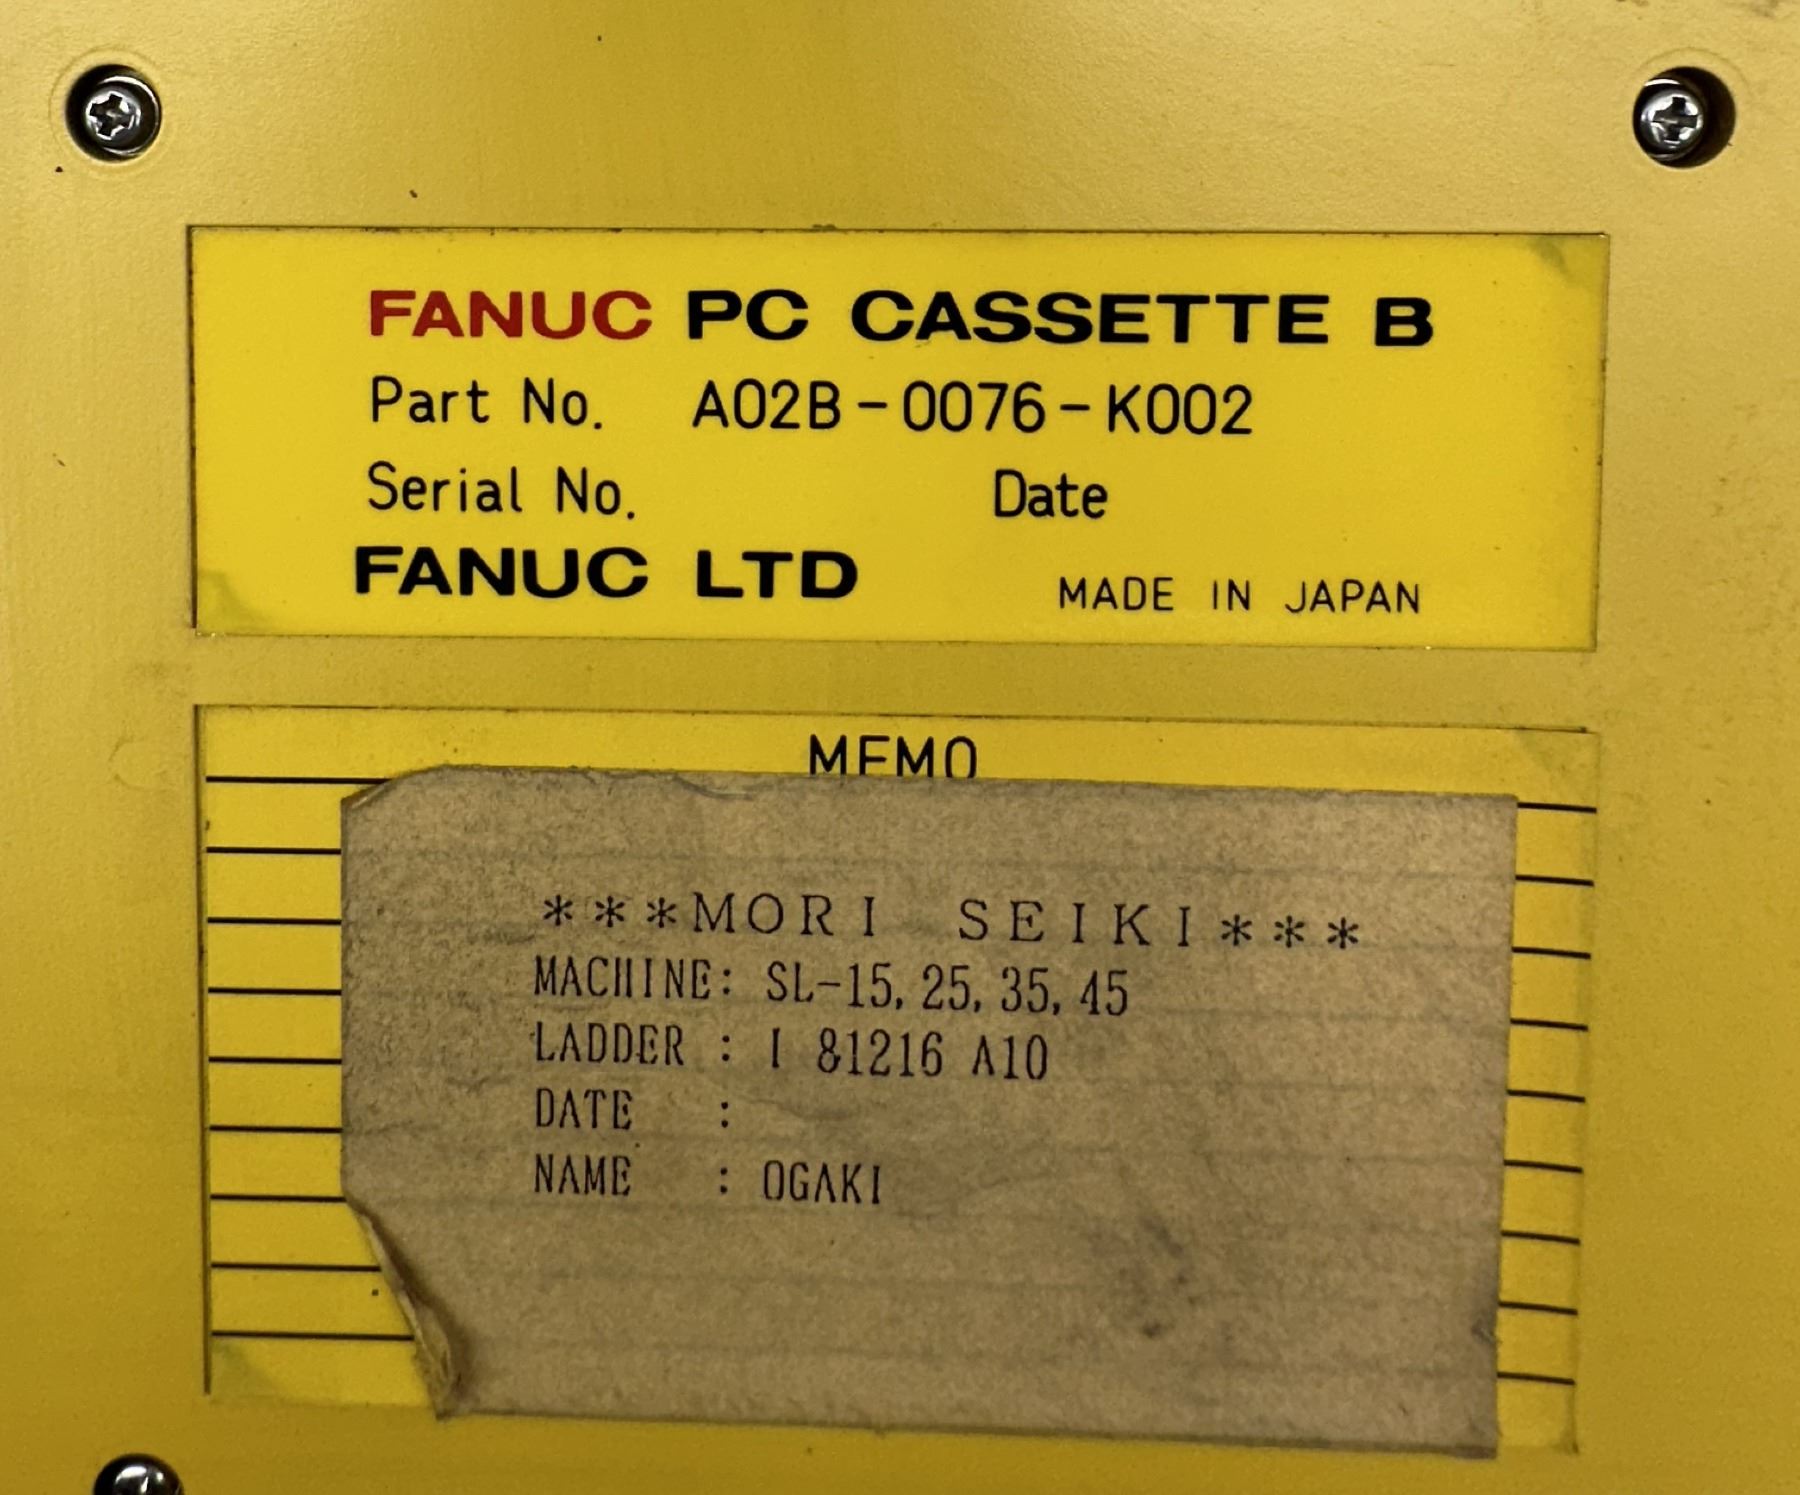 FANUC PC CASSETTE B
Part No. A02B-0076-K002
Serial No. Date
FANUC LTD MADE IN JAPAN
MEMO
***MORI SEIKI***
MACHINE: SL-15, 25, 35, 45
LADDER : I 81216 A10
DATE :
NAME : OGAKI